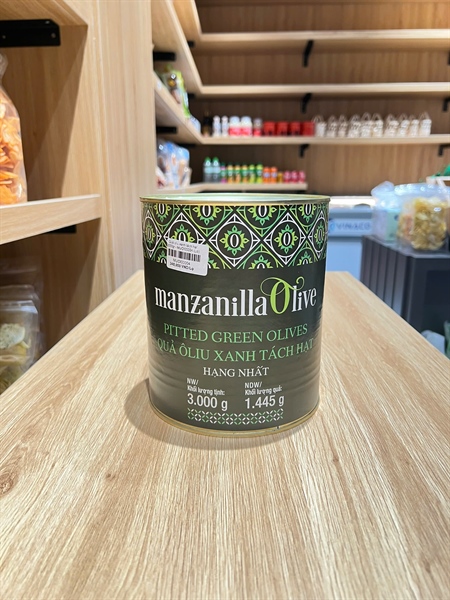 manzanilla Olive
PITTED GREEN OLIVES
QUẢ ÔLIU XANH TÁCH HẠT
HẠNG NHẤT
NW/
Khối lượng tịnh:
3.000 g
NDW/
Khối lượng quả:
1.445 g
VINACO